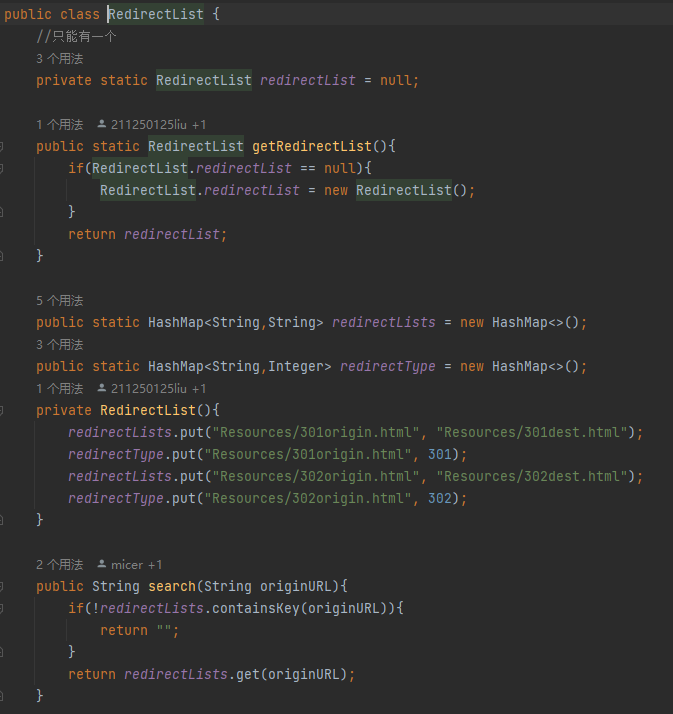 public class RedirectList {
//只能有一个
3 个用法
private static RedirectList redirectList = null;
1 个用法 211250125liu +1
public static RedirectList getRedirectList(){
if(RedirectList.redirectList == null){
RedirectList.redirectList = new RedirectList();
}
return redirectList;
}
5 个用法
public static HashMap<String,String> redirectLists = new HashMap<>();
3 个用法
public static HashMap<String,Integer> redirectType = new HashMap<>();
1 个用法 211250125liu +1
private RedirectList(){
redirectLists.put("Resources/301origin.html", "Resources/301dest.html");
redirectType.put("Resources/301origin.html", 301);
redirectLists.put("Resources/302origin.html", "Resources/302dest.html");
redirectType.put("Resources/302origin.html", 302);
}
2 个用法 micer +1
public String search(String originURL){
if(!redirectLists.containsKey(originURL)){
return "";
}
return redirectLists.get(originURL);
}